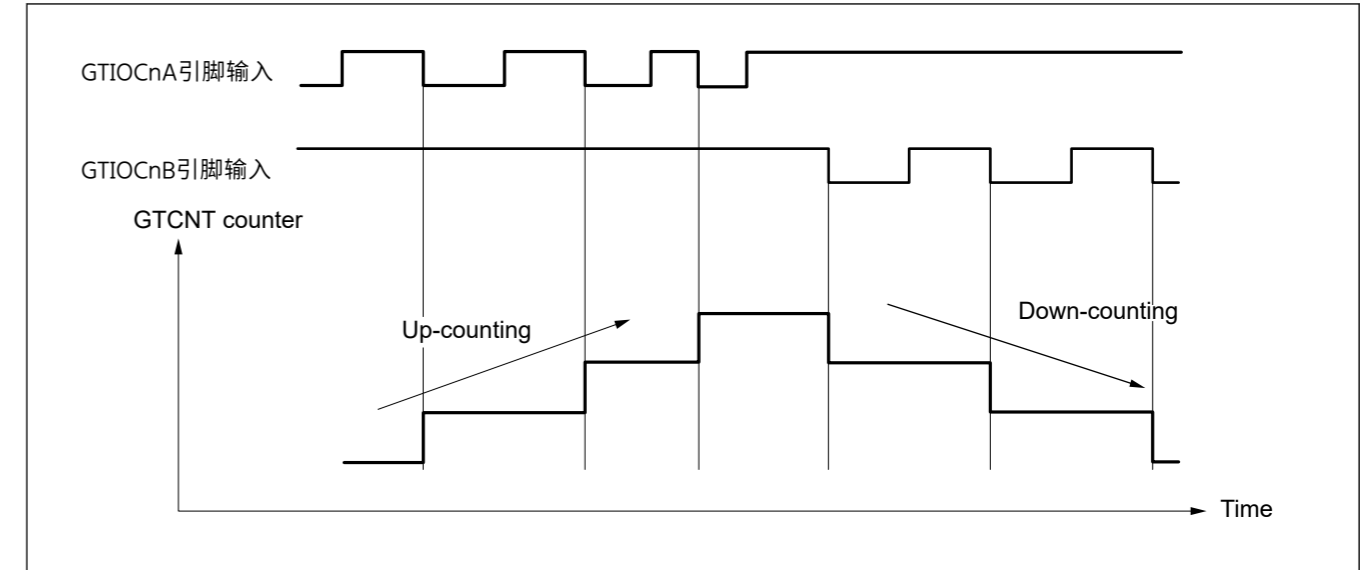 GTIOCnA引脚输入
GTIOCnB引脚输入
GTCNT counter
Up-counting
Down-counting
Time